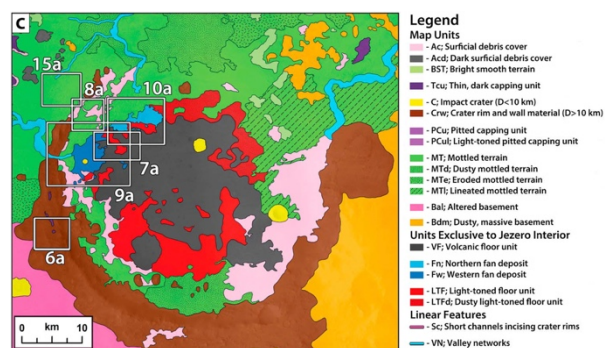 C
15a
8a
10a
7a
9a
6a
0 km 10
Legend
Map Units
- Ac; Surficial debris cover
- Acd; Dark surficial debris cover
- BST; Bright smooth terrain
- Tcu; Thin, dark capping unit
- C; Impact crater (D<10 km)
- Crw; Crater rim and wall material (D>10 km)
- PCu; Pitted capping unit
- PCul; Light-toned pitted capping unit
- MT; Mottled terrain
- MTd; Dusty mottled terrain
- MTe; Eroded mottled terrain
- MTl; Lineated mottled terrain
- Bal; Altered basement
- Bdm; Dusty, massive basement
Units Exclusive to Jezero Interior
- VF; Volcanic floor unit
- Fn; Northern fan deposit
- Fw; Western fan deposit
- LTF; Light-toned floor unit
- LTFd; Dusty light-toned floor unit
Linear Features
- Sc; Short channels incising crater rims
- VN; Valley networks